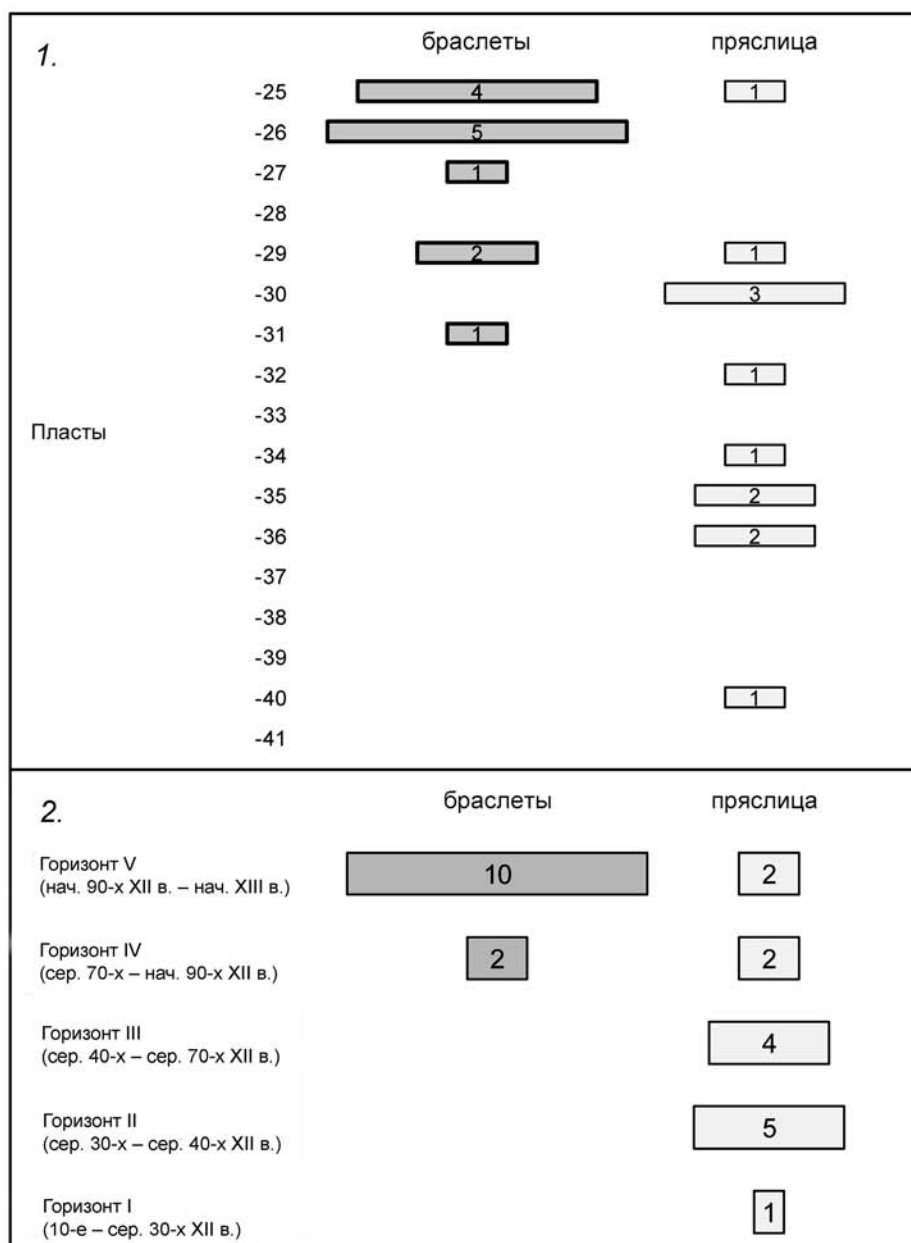 1.
браслеты пряслица
-25 4 1
-26 5
-27 1
-28
-29 2 1
-30 3
-31 1
-32 1
-33
Пласты
-34 1
-35 2
-36 2
-37
-38
-39
-40 1
-41
2.
браслеты пряслица
Горизонт V
(нач. 90-х XII в. – нач. XIII в.)
10 2
Горизонт IV
(сер. 70-х – нач. 90-х XII в.)
2 2
Горизонт III
(сер. 40-х – сер. 70-х XII в.)
4
Горизонт II
(сер. 30-х – сер. 40-х XII в.)
5
Горизонт I
(10-е – сер. 30-х XII в.)
1